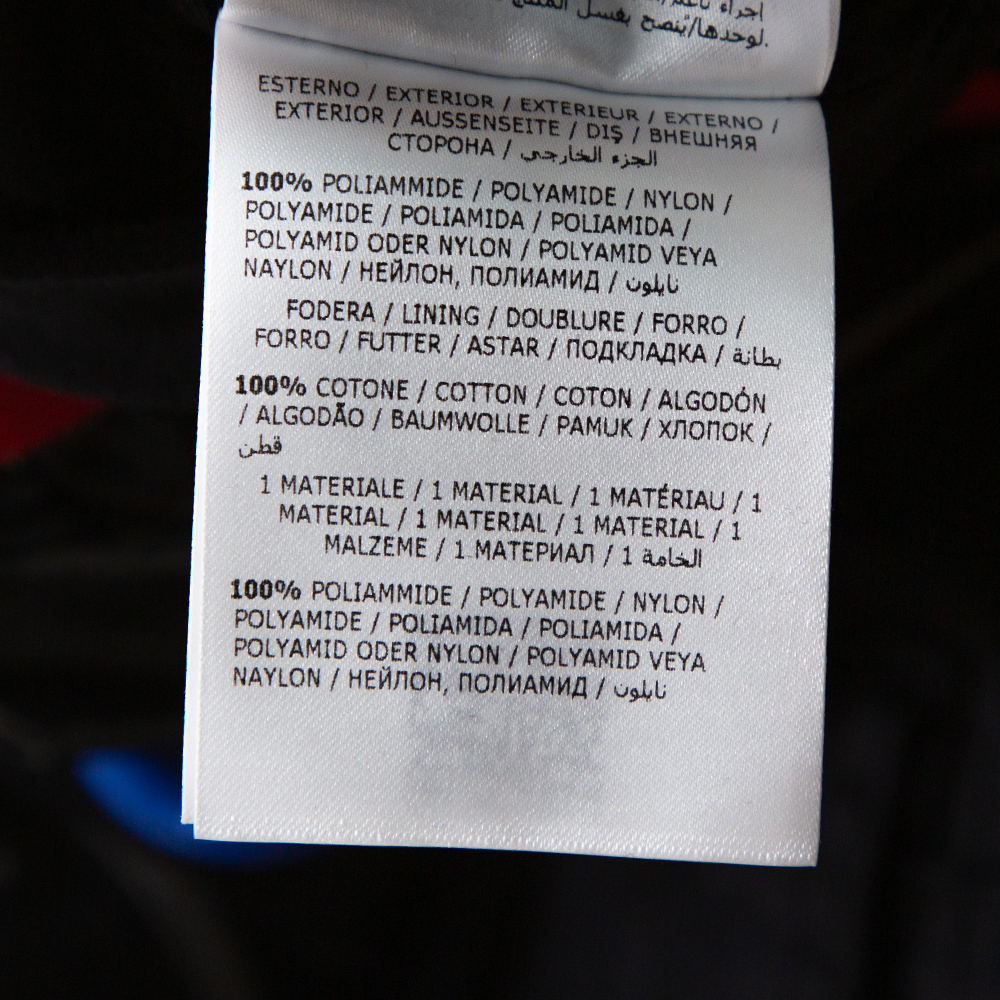 لوحدها/يُنصح بغسل
ESTERNO / EXTERIOR / EXTERIEUR / EXTERNO /
EXTERIOR / AUSSENSEITE / DIŞ / ВНЕШНЯЯ
СТОРОНА / الجزء الخارجي
100% POLIAMMIDE / POLYAMIDE / NYLON /
POLYAMIDE / POLIAMIDA / POLIAMIDA /
POLYAMID ODER NYLON / POLYAMID VEYA
NAYLON / НЕЙЛОН, ПОЛИАМИД / نايلون
FODERA / LINING / DOUBLURE / FORRO /
FORRO / FUTTER / ASTAR / ПОДКЛАДКА / بطانة
100% COTONE / COTTON / COTON / ALGODÓN
/ ALGODÃO / BAUMWOLLE / PAMUK / ХЛОПОК /
قطن
1 MATERIALE / 1 MATERIAL / 1 MATÉRIAU / 1
MATERIAL / 1 MATERIAL / 1 MATERIAL / 1
MALZEME / 1 МАТЕРИАЛ / 1 الخامة
100% POLIAMMIDE / POLYAMIDE / NYLON /
POLYAMIDE / POLIAMIDA / POLIAMIDA /
POLYAMID ODER NYLON / POLYAMID VEYA
NAYLON / НЕЙЛОН, ПОЛИАМИД / نايلون